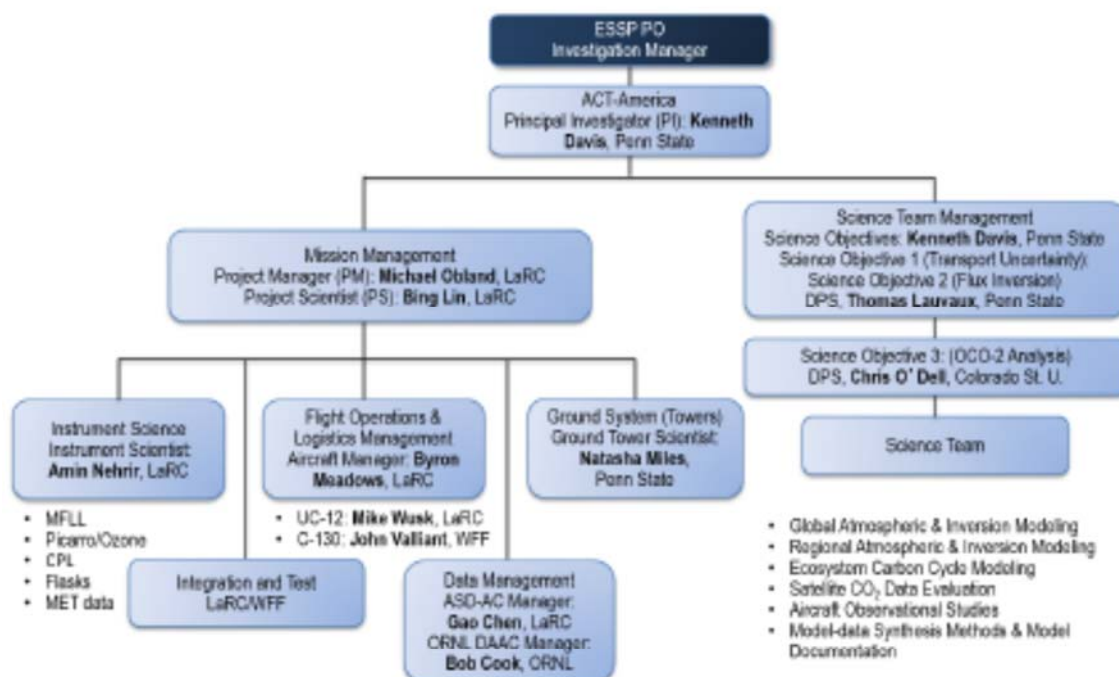 ESSP PO
Investigation Manager
ACT-America
Principal Investigator (PI): Kenneth
Davis, Penn State
Mission Management
Project Manager (PM): Michael Obland, LaRC
Project Scientist (PS): Bing Lin, LaRC
Science Team Management
Science Objectives: Kenneth Davis, Penn State
Science Objective 1 (Transport Uncertainty):
Science Objective 2 (Flux Inversion)
DPS, Thomas Lauvaux, Penn State
Science Objective 3: (OCO-2 Analysis)
DPS, Chris O' Dell, Colorado St. U.
Science Team
Instrument Science
Instrument Scientist:
Amin Nehrir, LaRC
• MFLL
• Picarro/Ozone
• CPL
• Flasks
• MET data
Flight Operations &
Logistics Management
Aircraft Manager: Byron
Meadows, LaRC
• UC-12: Mike Wusk, LaRC
• C-130: John Valliant, WFF
Ground System (Towers)
Ground Tower Scientist:
Natasha Miles,
Penn State
Integration and Test
LaRC/WFF
Data Management
ASD-AC Manager:
Gao Chen, LaRC
ORNL DAAC Manager:
Bob Cook, ORNL
• Global Atmospheric & Inversion Modeling
• Regional Atmospheric & Inversion Modeling
• Ecosystem Carbon Cycle Modeling
• Satellite CO₂ Data Evaluation
• Aircraft Observational Studies
• Model-data Synthesis Methods & Model
Documentation